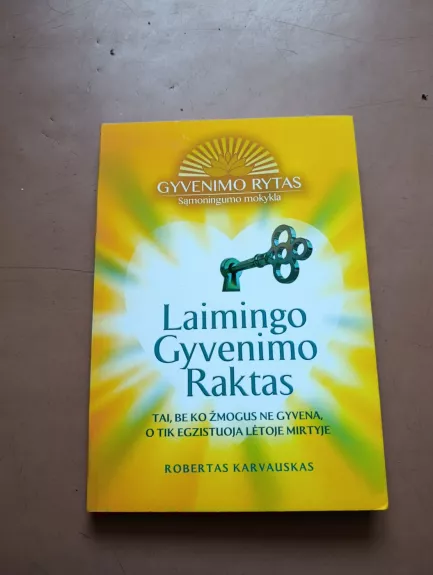 GYVENIMO RYTAS
Sąmoningumo mokykla
Laimingo
Gyvenimo
Raktas
TAI, BE KO ŽMOGUS NE GYVENA,
O TIK EGZISTUOJA LĖTOJE MIRTYJE
ROBERTAS KARVAUSKAS